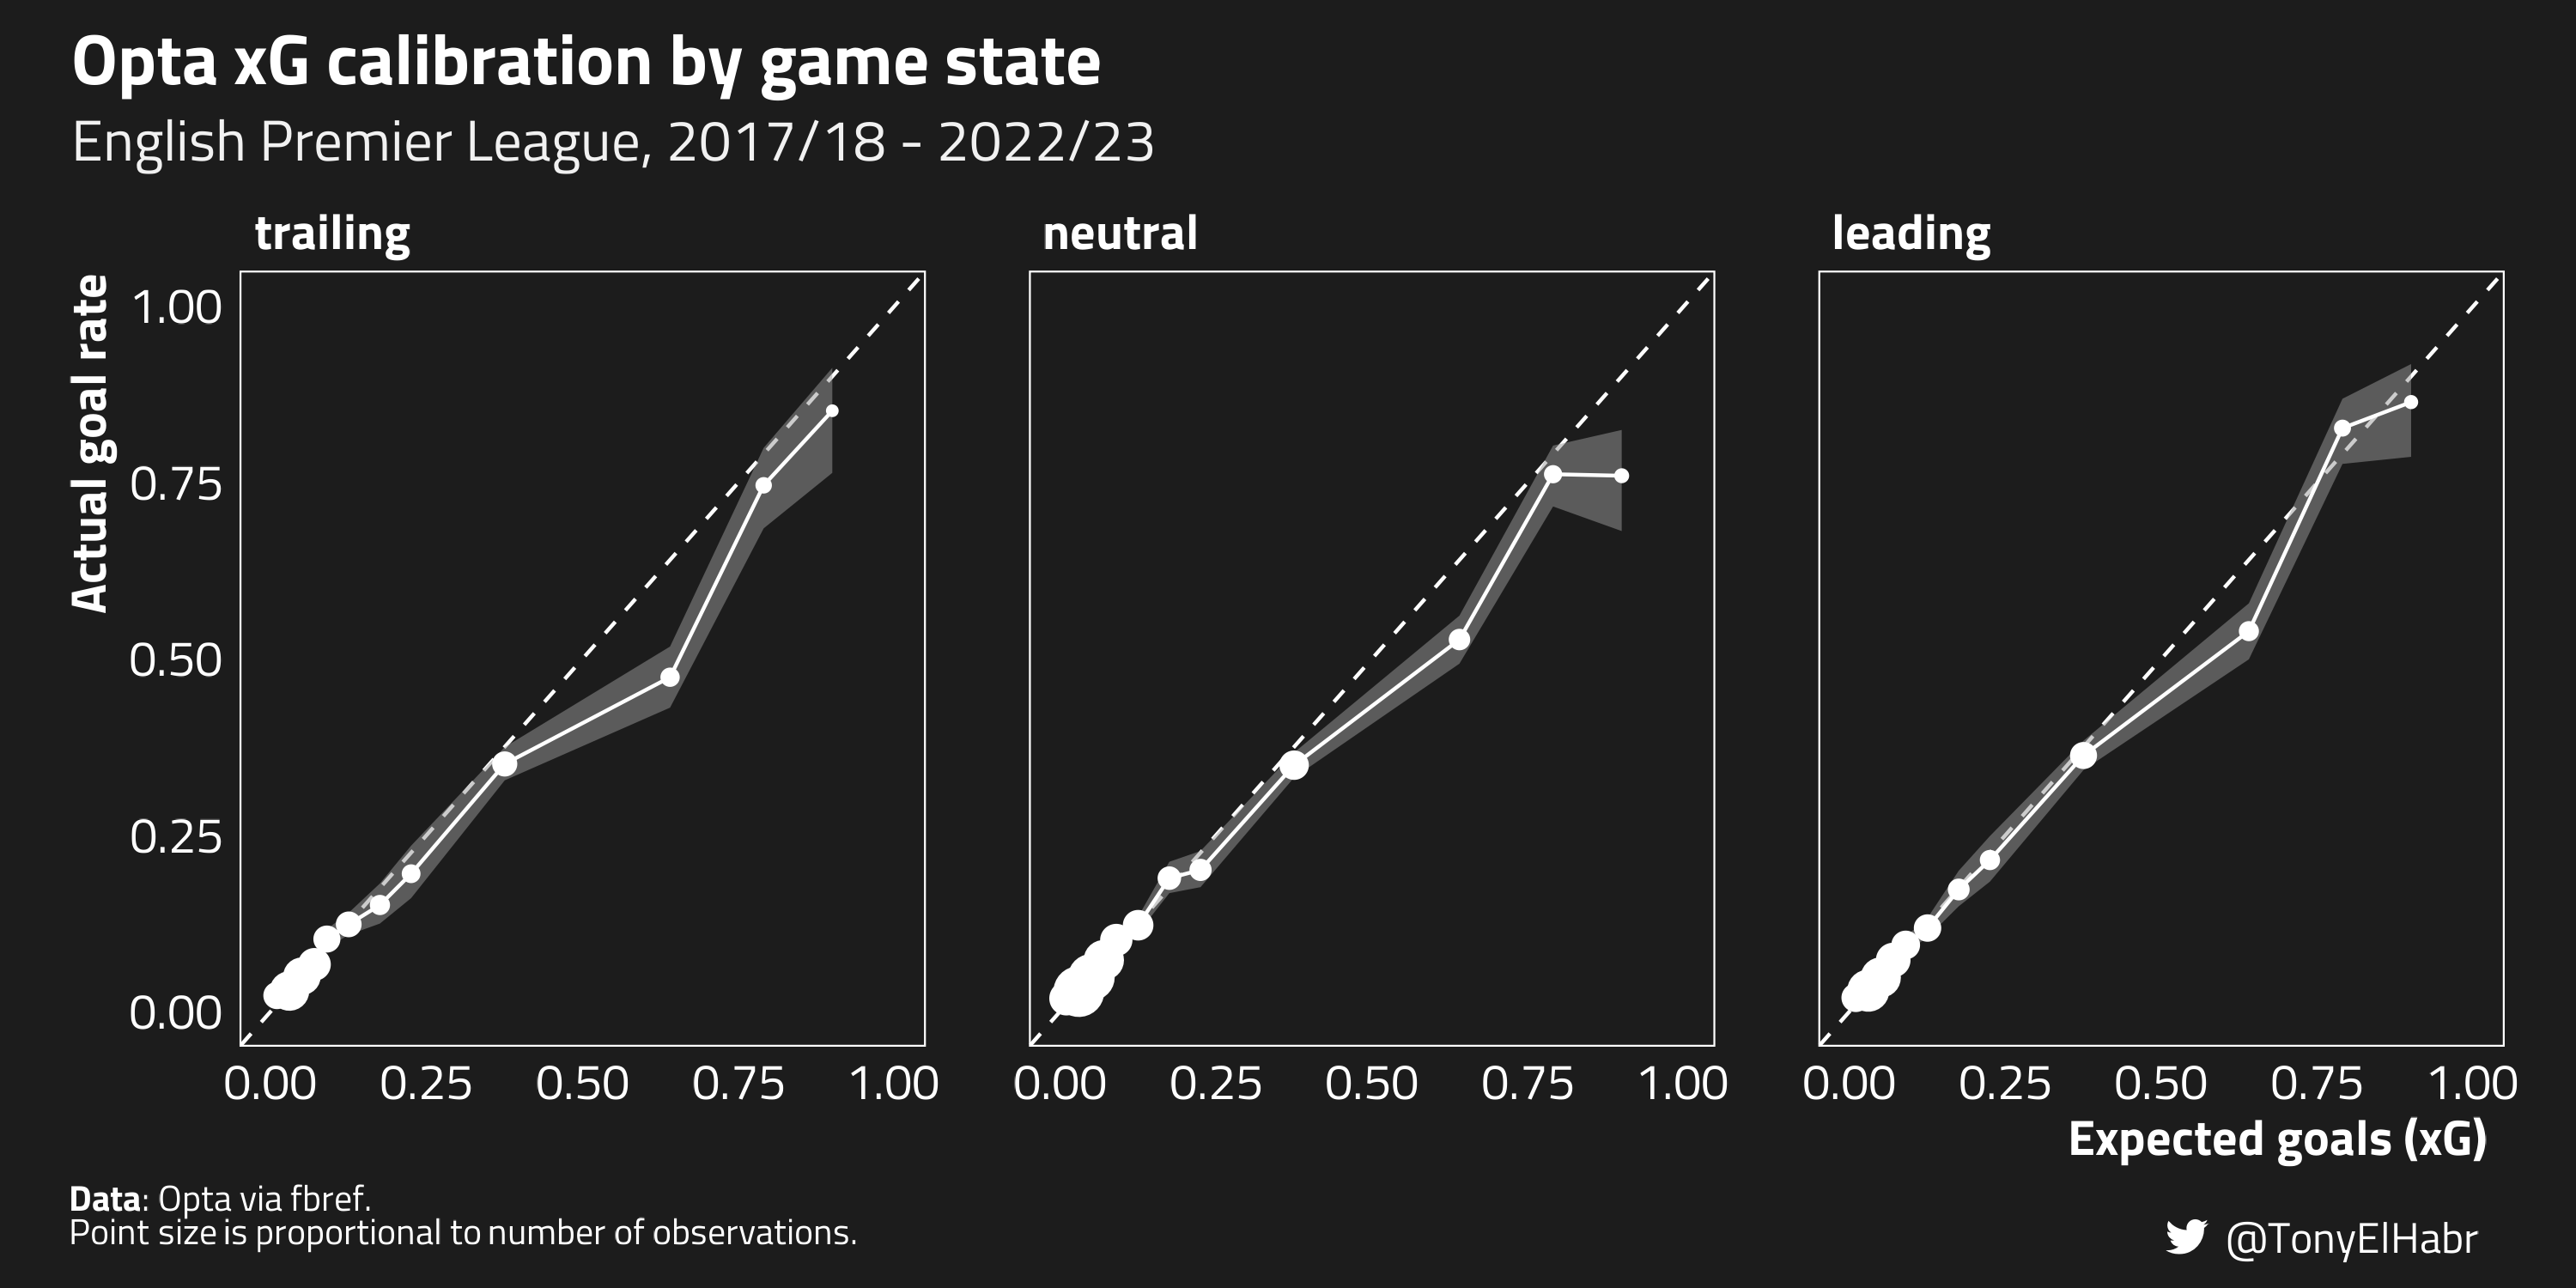 Opta xG calibration by game state
English Premier League, 2017/18 - 2022/23
trailing
neutral
leading
Actual goal rate
1.00
0.75
0.50
0.25
0.00
0.00 0.25 0.50 0.75 1.00
0.00 0.25 0.50 0.75 1.00
0.00 0.25 0.50 0.75 1.00
Expected goals (xG)
Data: Opta via fbref.
Point size is proportional to number of observations.
@TonyElHabr